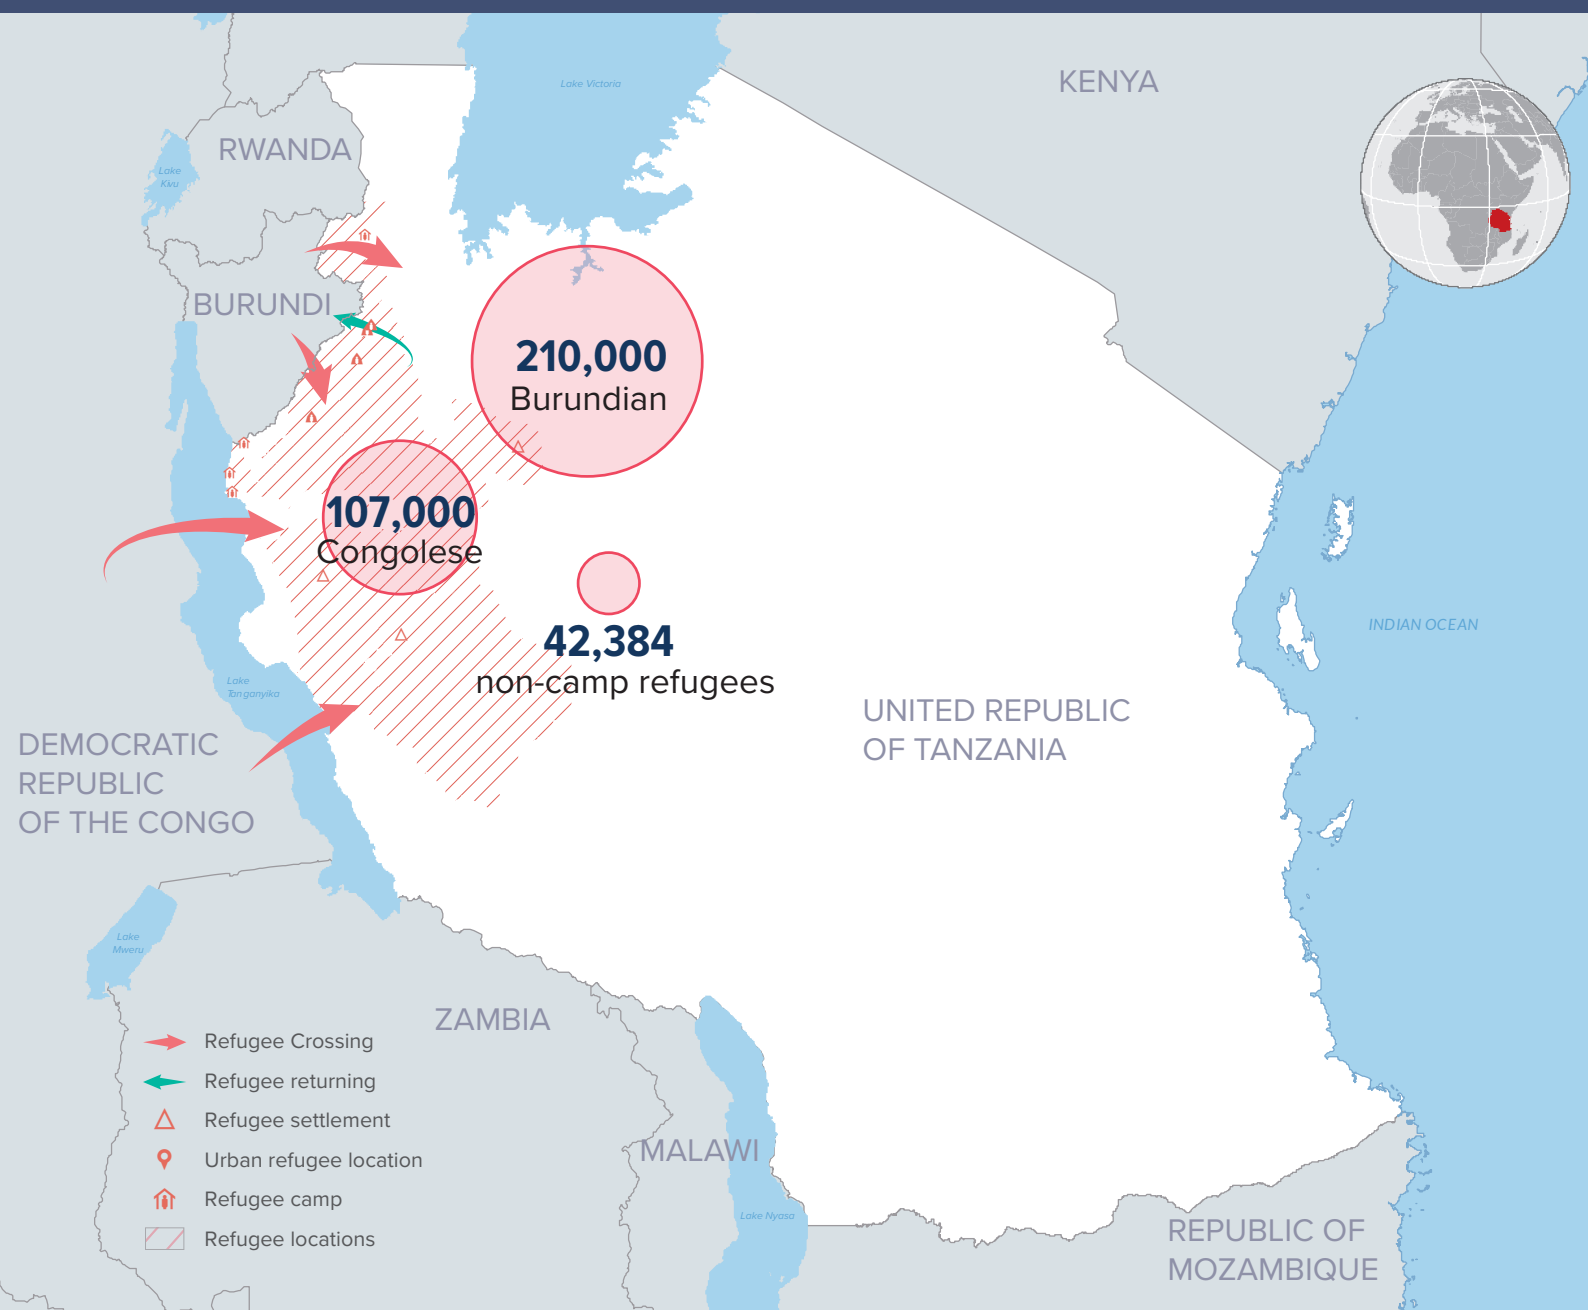 Lake Victoria
KENYA
RWANDA
Lake
Kivu
BURUNDI
210,000
Burundian
107,000
Congolese
42,384
non-camp refugees
INDIAN OCEAN
Lake
Tanganyika
UNITED REPUBLIC
OF TANZANIA
DEMOCRATIC
REPUBLIC
OF THE CONGO
Lake
Mweru
ZAMBIA
Refugee Crossing
Refugee returning
Refugee settlement
Urban refugee location
Refugee camp
Refugee locations
MALAWI
Lake Nyasa
REPUBLIC OF
MOZAMBIQUE